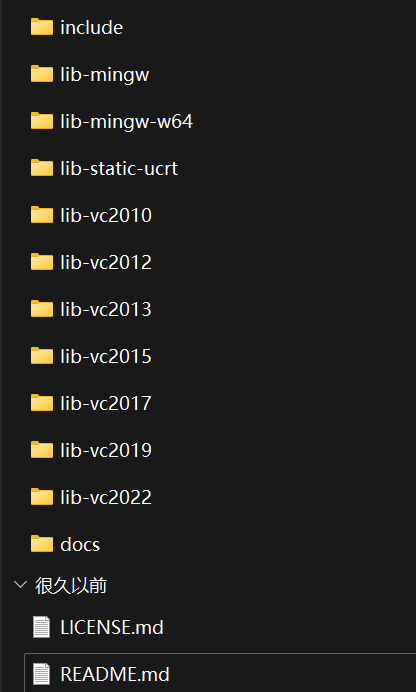 include
lib-mingw
lib-mingw-w64
lib-static-ucrt
lib-vc2010
lib-vc2012
lib-vc2013
lib-vc2015
lib-vc2017
lib-vc2019
lib-vc2022
docs
很久以前
LICENSE.md
README.md